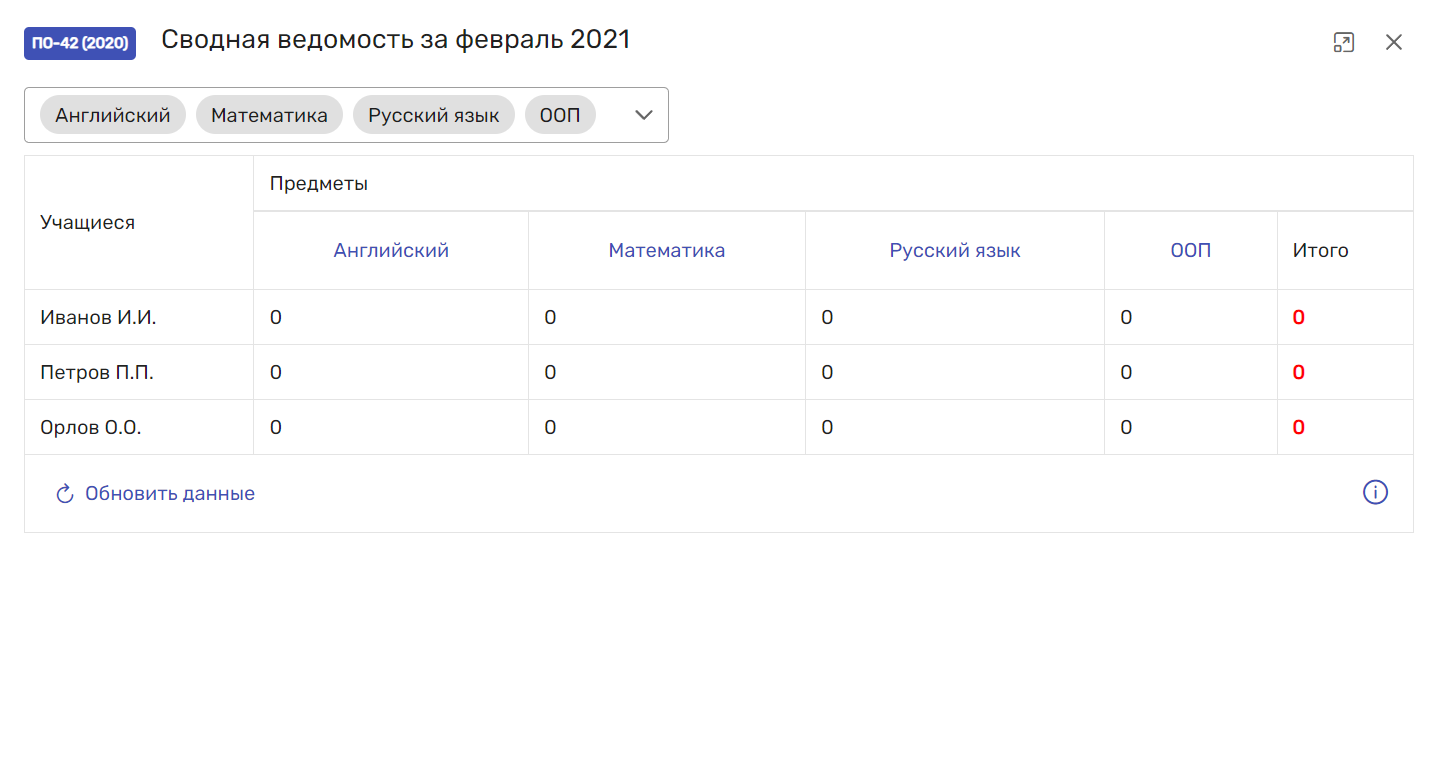 ПО-42 (2020) Сводная ведомость за февраль 2021
Английский Математика Русский язык ООП
Учащиеся Предметы
Английский Математика Русский язык ООП Итого
Иванов И.И. 0 0 0 0 0
Петров П.П. 0 0 0 0 0
Орлов О.О. 0 0 0 0 0
Обновить данные